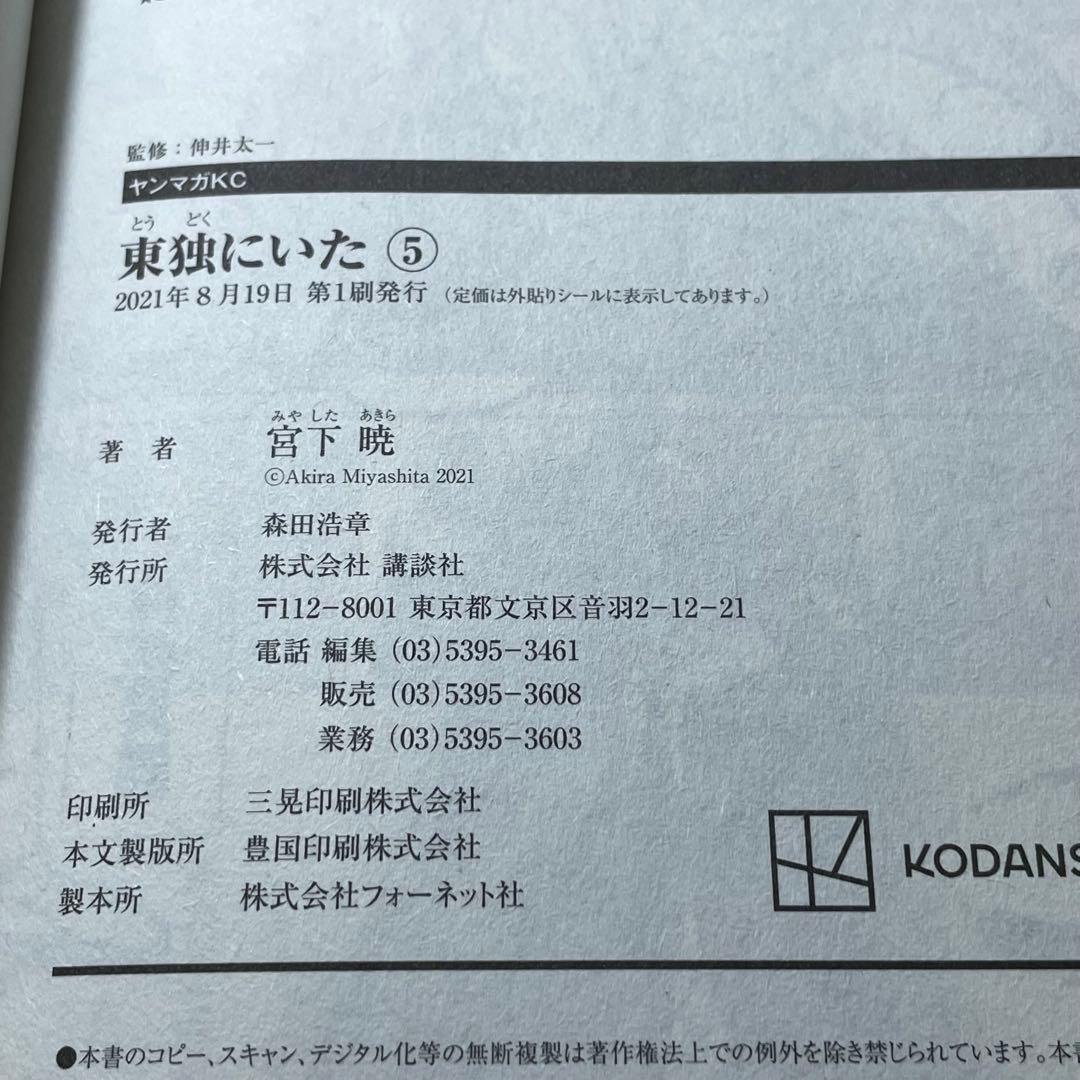 監修：伸井太一
ヤンマガKC
とう どく
東独にいた ⑤
2021年8月19日 第1刷発行 （定価は外貼りシールに表示してあります。）
みやした あきら
著 者 宮下 暁
©Akira Miyashita 2021
発行者 森田浩章
発行所 株式会社 講談社
〒112-8001 東京都文京区音羽2-12-21
電話 編集 (03)5395-3461
販売 (03)5395-3608
業務 (03)5395-3603
印刷所 三晃印刷株式会社
本文製版所 豊国印刷株式会社
製本所 株式会社フォーネット社
KODANS
●本書のコピー、スキャン、デジタル化等の無断複製は著作権法上での例外を除き禁じられています。本書